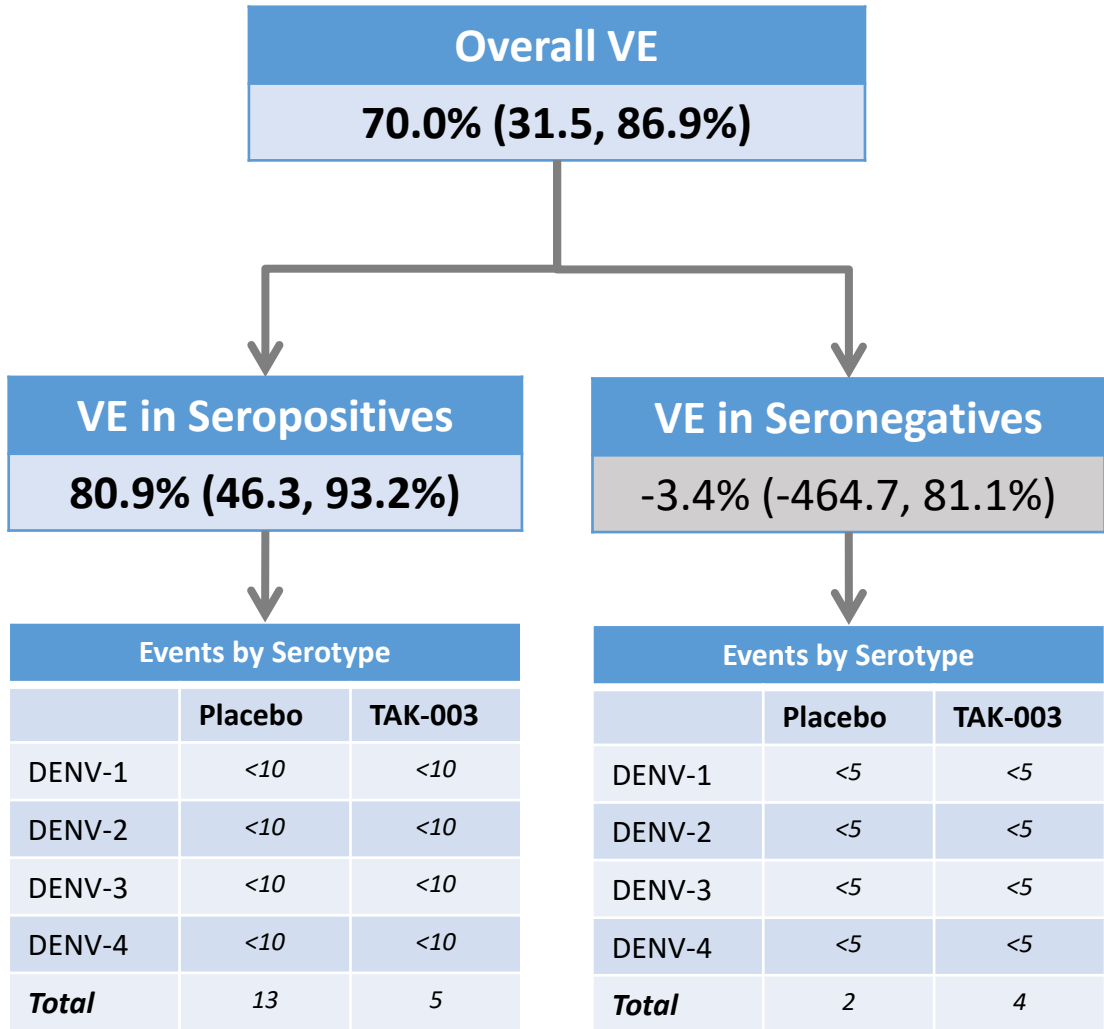 Overall VE
70.0% (31.5, 86.9%)
VE in Seropositives
80.9% (46.3, 93.2%)
Events by Serotype
Placebo TAK-003
DENV-1 <10 <10
DENV-2 <10 <10
DENV-3 <10 <10
DENV-4 <10 <10
Total 13 5
VE in Seronegatives
-3.4% (-464.7, 81.1%)
Events by Serotype
Placebo TAK-003
DENV-1 <5 <5
DENV-2 <5 <5
DENV-3 <5 <5
DENV-4 <5 <5
Total 2 4